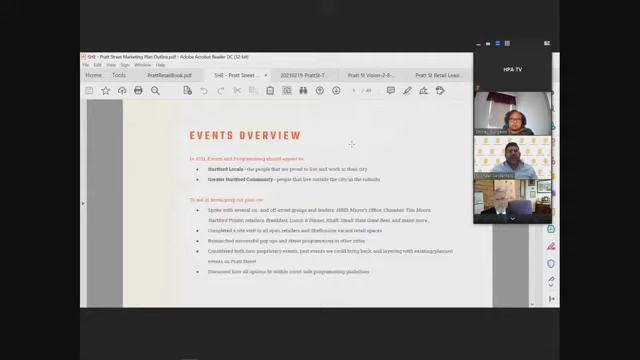 SHE - Pratt Street Marketing Plan Outline.pdf - Adobe Acrobat Reader DC (32-bit)
File Edit View Sign Window Help
Home Tools PrattRetailBook.pdf SHE - Pratt Street 20210219-PrattSt-T... Pratt St Vision-2-8-... Pratt St Retail Lead...
HPA TV
EVENTS OVERVIEW
In 2021, Events and Programming should appeal to:
Hartford Locals - the people that are proud to live and work in their city
Greater Hartford Community - people that live outside the city in the suburbs
To aid in developing our plan we:
Spoke with several on- and off-street groups and leaders: HBID, Mayor's Office, Chamber, Tim Moore,
Hartford Prints!, retailers, Breakfast, Lunch & Dinner, Small State Great Beer, and many more
Completed a site visit to all open retailers and Shelbourne vacant retail spaces
Researched successful pop ups and street programming in other cities
Considered both new proprietary events, past events we could bring back, and layering with existing/planned
events on Pratt Street
Discussed how all options fit within covid-safe programming guidelines